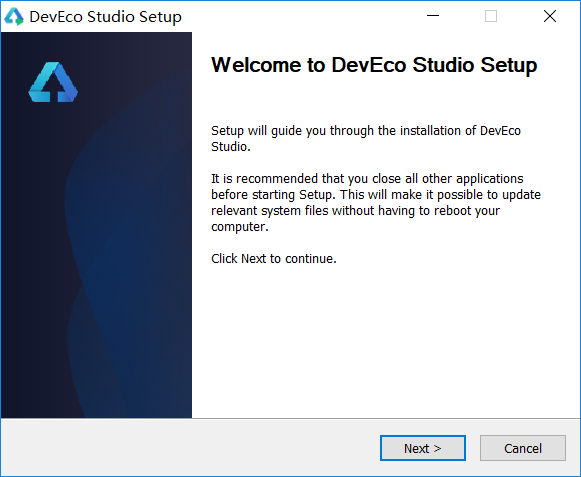 DevEco Studio Setup
Welcome to DevEco Studio Setup
Setup will guide you through the installation of DevEco
Studio.
It is recommended that you close all other applications
before starting Setup. This will make it possible to update
relevant system files without having to reboot your
computer.
Click Next to continue.
Next >
Cancel